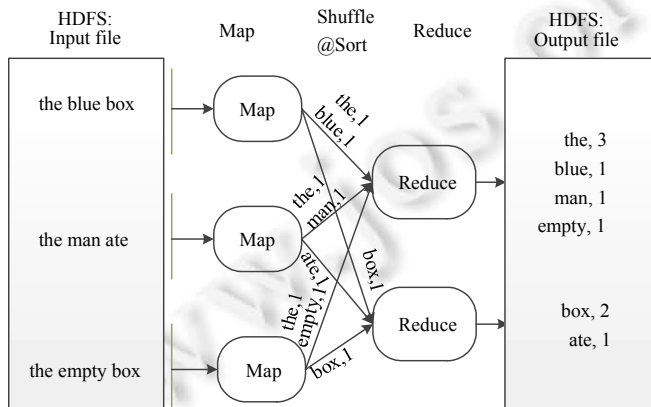 HDFS:
Input file
Map
Shuffle
@Sort
Reduce
HDFS:
Output file
the blue box
Map
the,1
blue,1
the, 3
blue, 1
man, 1
empty, 1
Reduce
the,1
man,1
the man ate
Map
ate,1
the,1
empty,1
box,1
Reduce
box, 2
ate, 1
the empty box
Map
box,1